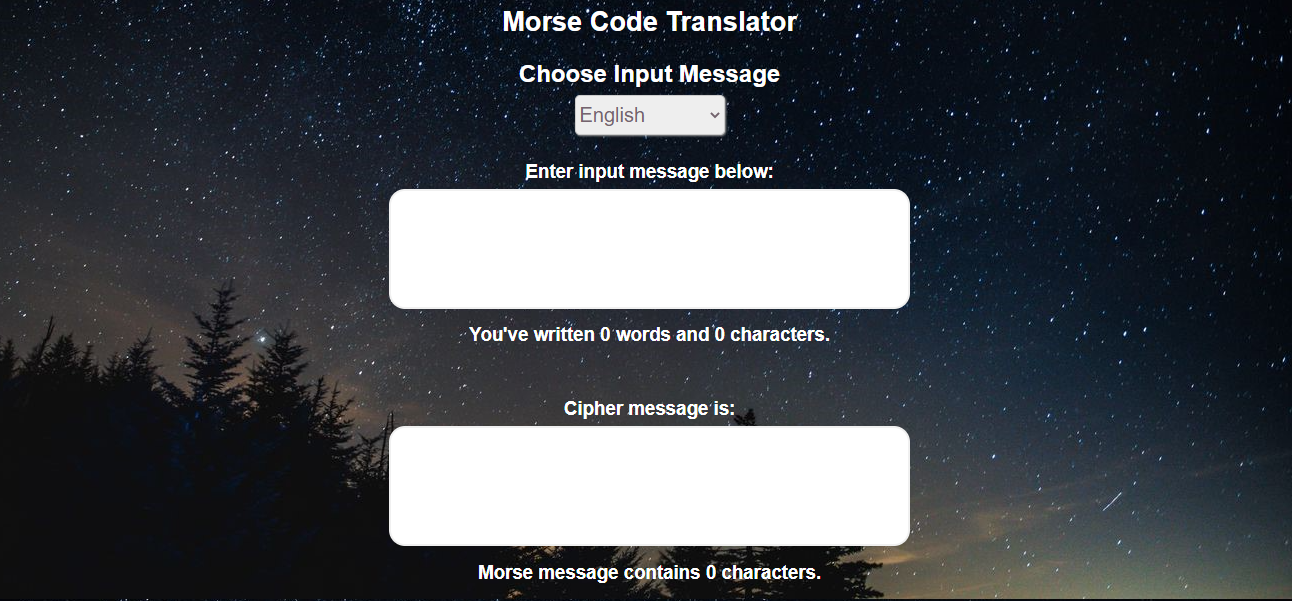 Morse Code Translator
Choose Input Message
English
Enter input message below:
You've written 0 words and 0 characters.
Cipher message is:
Morse message contains 0 characters.